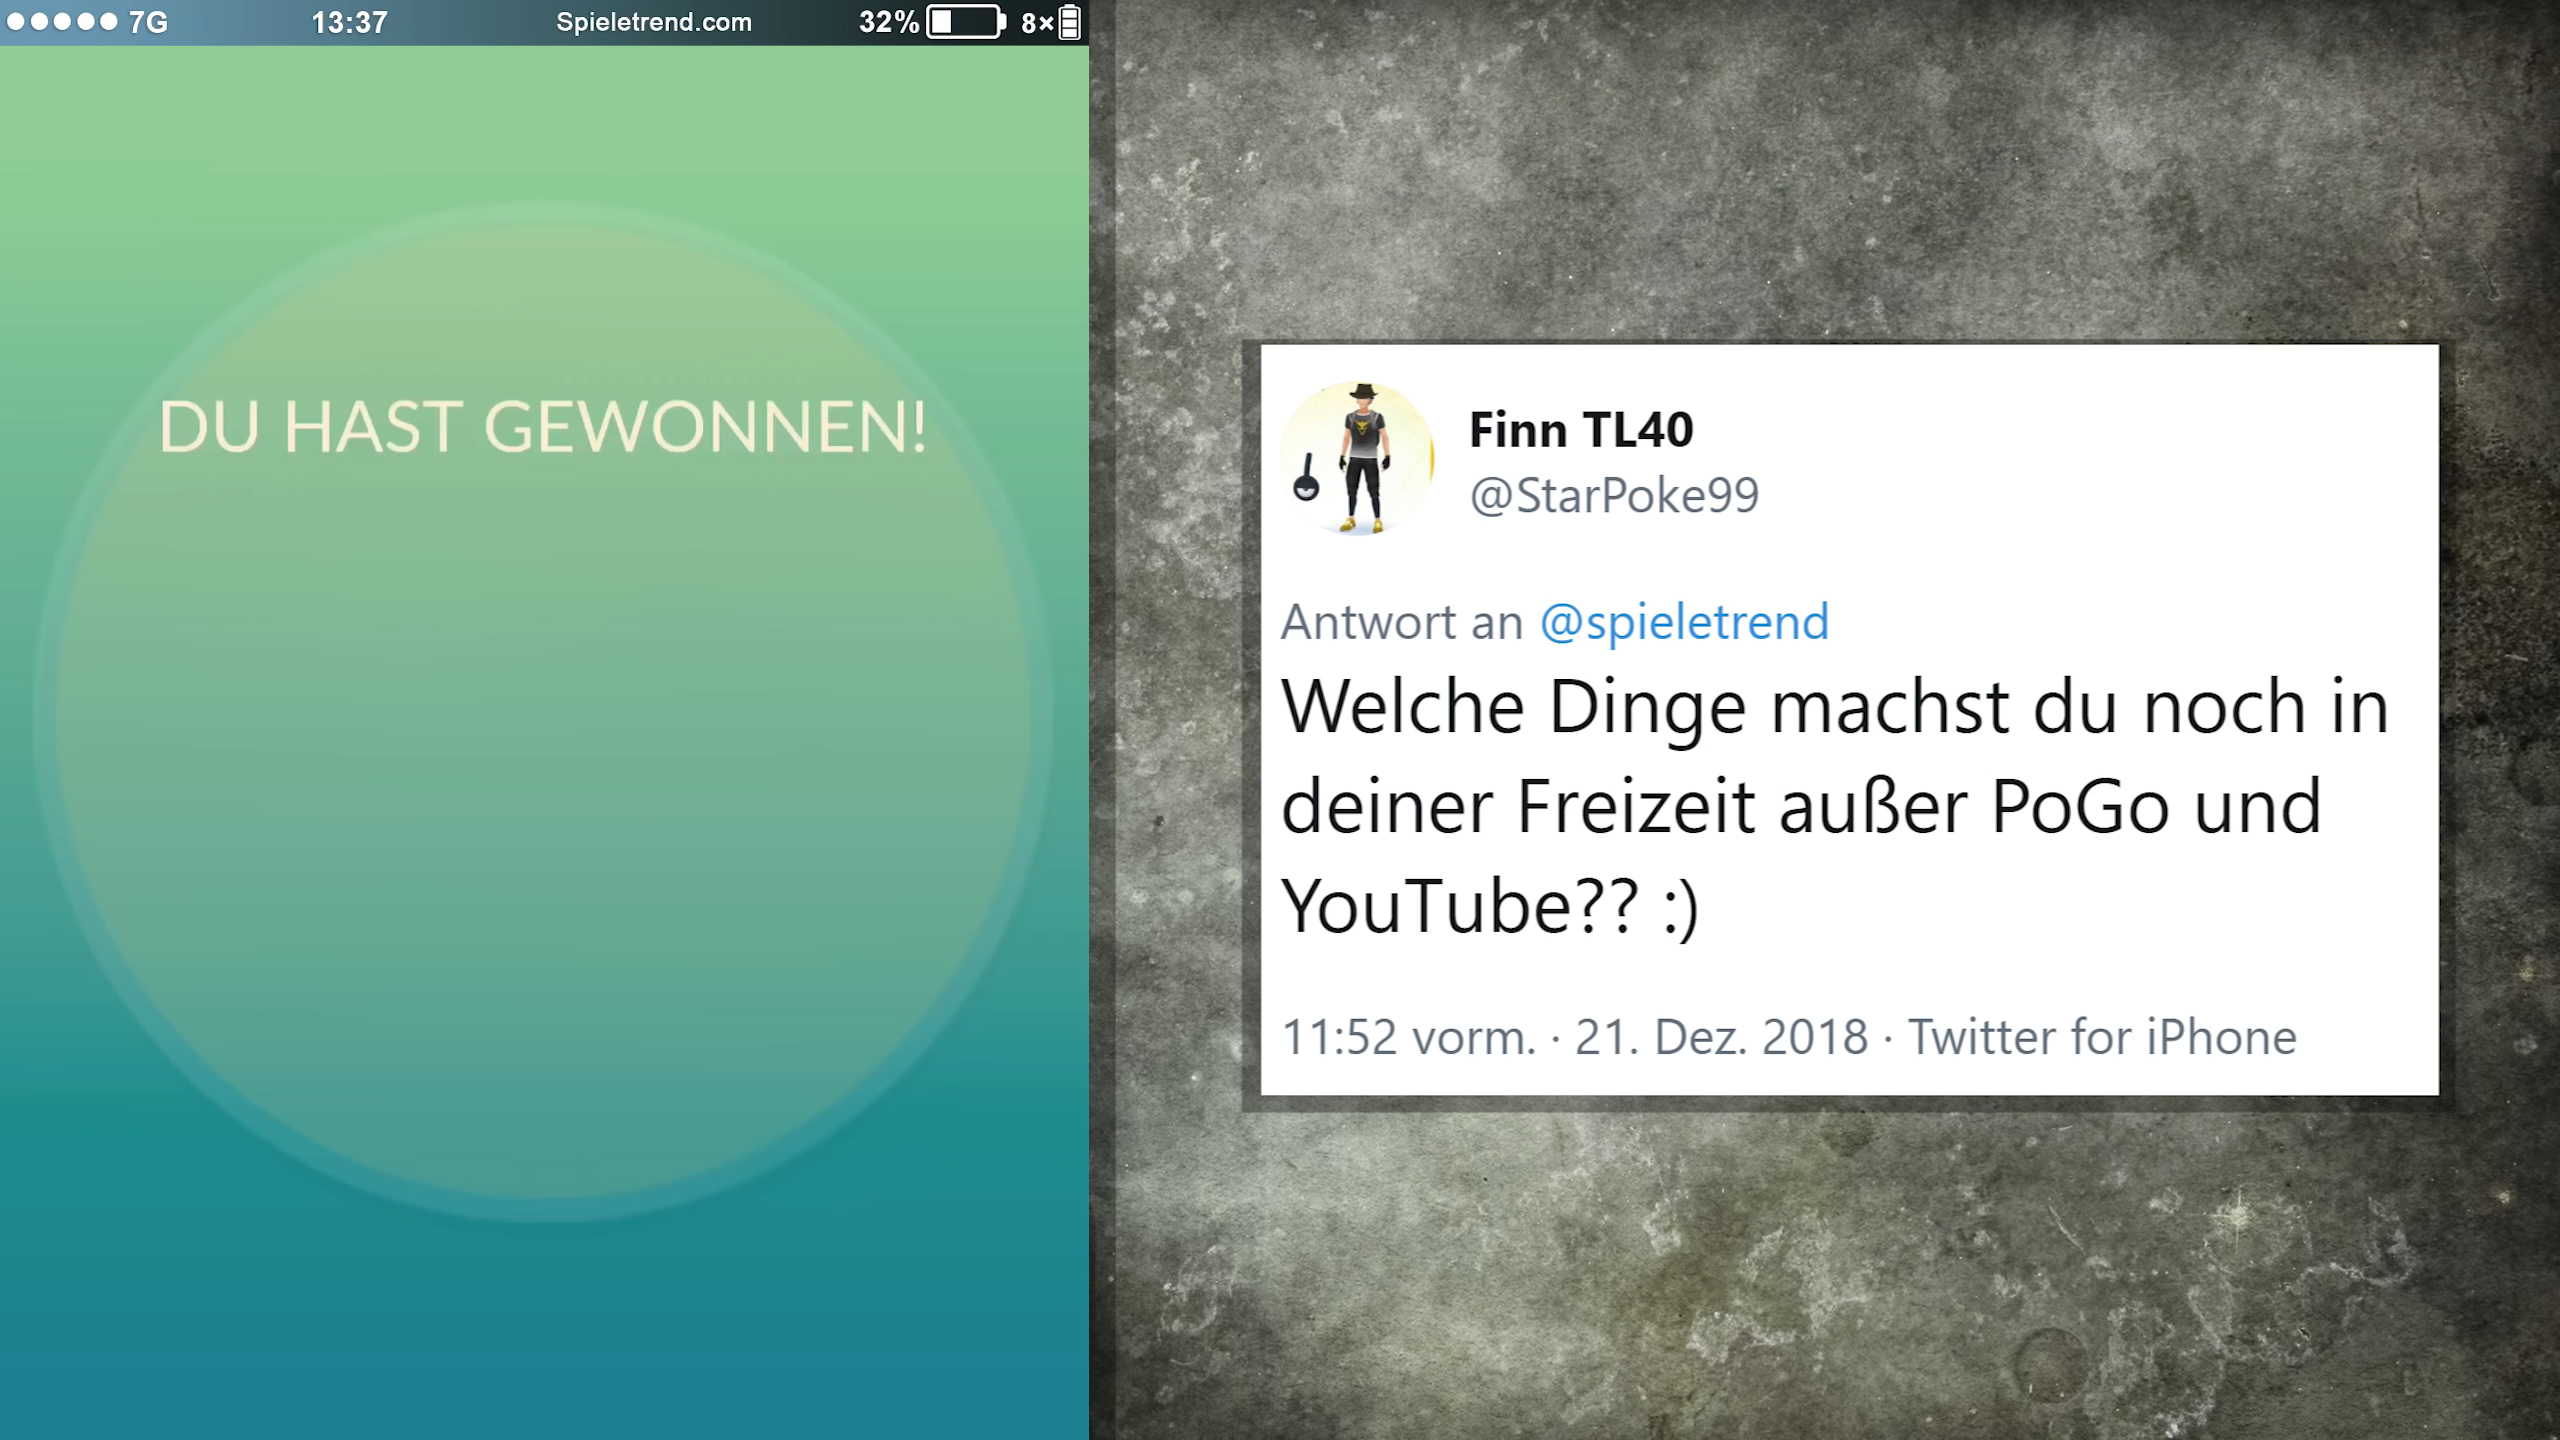 7G 13:37 Spieletrend.com 32% 8×
DU HAST GEWONNEN!
Finn TL40
@StarPoke99
Antwort an @spieletrend
Welche Dinge machst du noch in
deiner Freizeit außer PoGo und
YouTube?? :)
11:52 vorm. · 21. Dez. 2018 · Twitter for iPhone